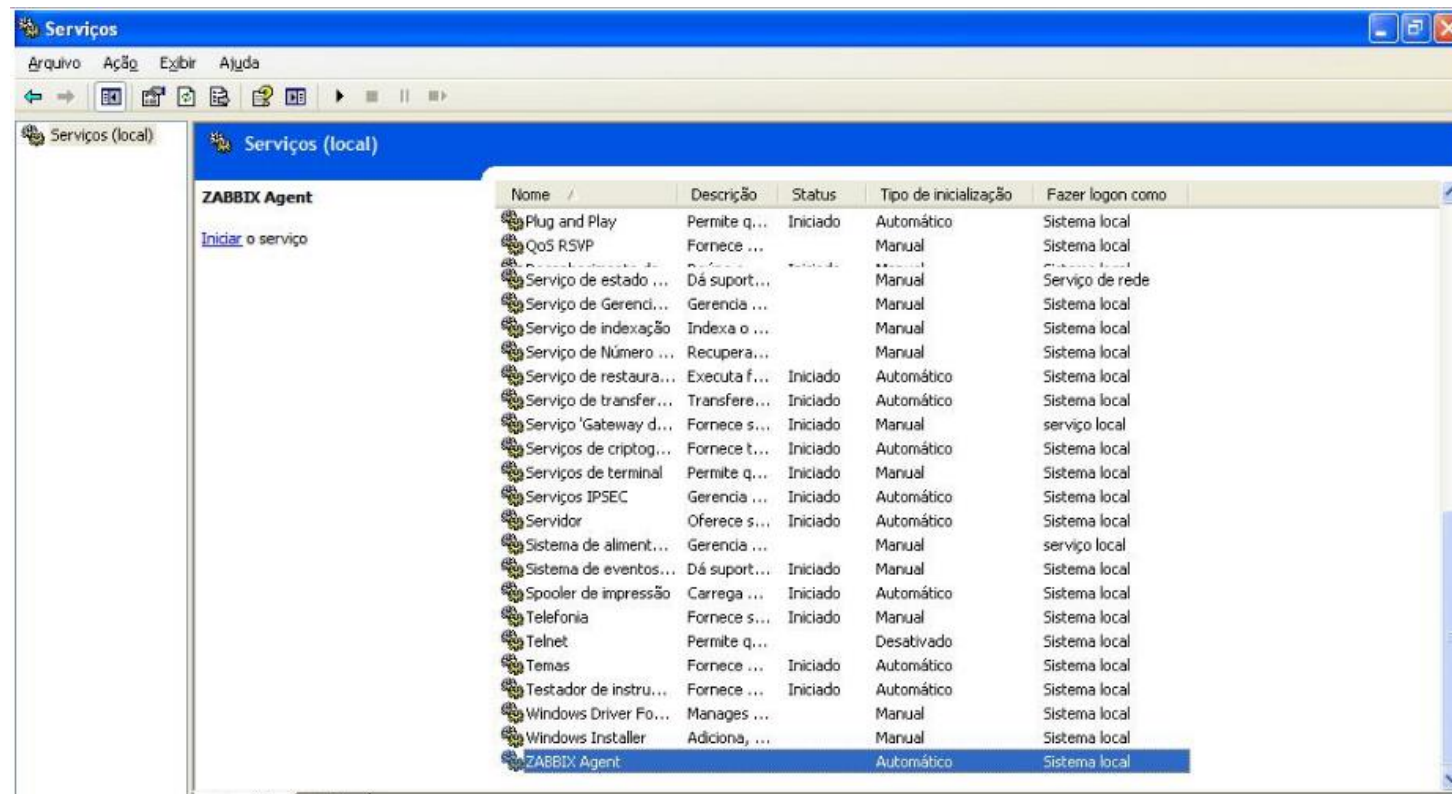 Serviços
Arquivo Ação Exibir Ajuda
Serviços (local)
Serviços (local)
ZABBIX Agent
Iniciar o serviço
Nome Descrição Status Tipo de inicialização Fazer logon como
Plug and Play Permite q... Iniciado Automático Sistema local
QoS RSVP Fornece ... Manual Sistema local
Serviço de estado ... Dá suport... Manual Serviço de rede
Serviço de Gerenci... Gerencia ... Manual Sistema local
Serviço de indexação Indexa o ... Manual Sistema local
Serviço de Número ... Recupera... Manual Sistema local
Serviço de restaura... Executa f... Iniciado Automático Sistema local
Serviço de transfer... Transfere... Iniciado Automático Sistema local
Serviço 'Gateway d... Fornece s... Iniciado Manual serviço local
Serviços de criptog... Fornece t... Iniciado Automático Sistema local
Serviços de terminal Permite q... Iniciado Manual Sistema local
Serviços IPSEC Gerencia ... Iniciado Automático Sistema local
Servidor Oferece s... Iniciado Automático Sistema local
Sistema de aliment... Gerencia ... Manual serviço local
Sistema de eventos... Dá suport... Iniciado Manual Sistema local
Spooler de impressão Carrega ... Iniciado Automático Sistema local
Telefonia Fornece s... Iniciado Manual Sistema local
Telnet Permite q... Desativado Sistema local
Temas Fornece ... Iniciado Automático Sistema local
Testador de instru... Fornece ... Iniciado Automático Sistema local
Windows Driver Fo... Manages ... Manual Sistema local
Windows Installer Adiciona, ... Manual Sistema local
ZABBIX Agent Automático Sistema local